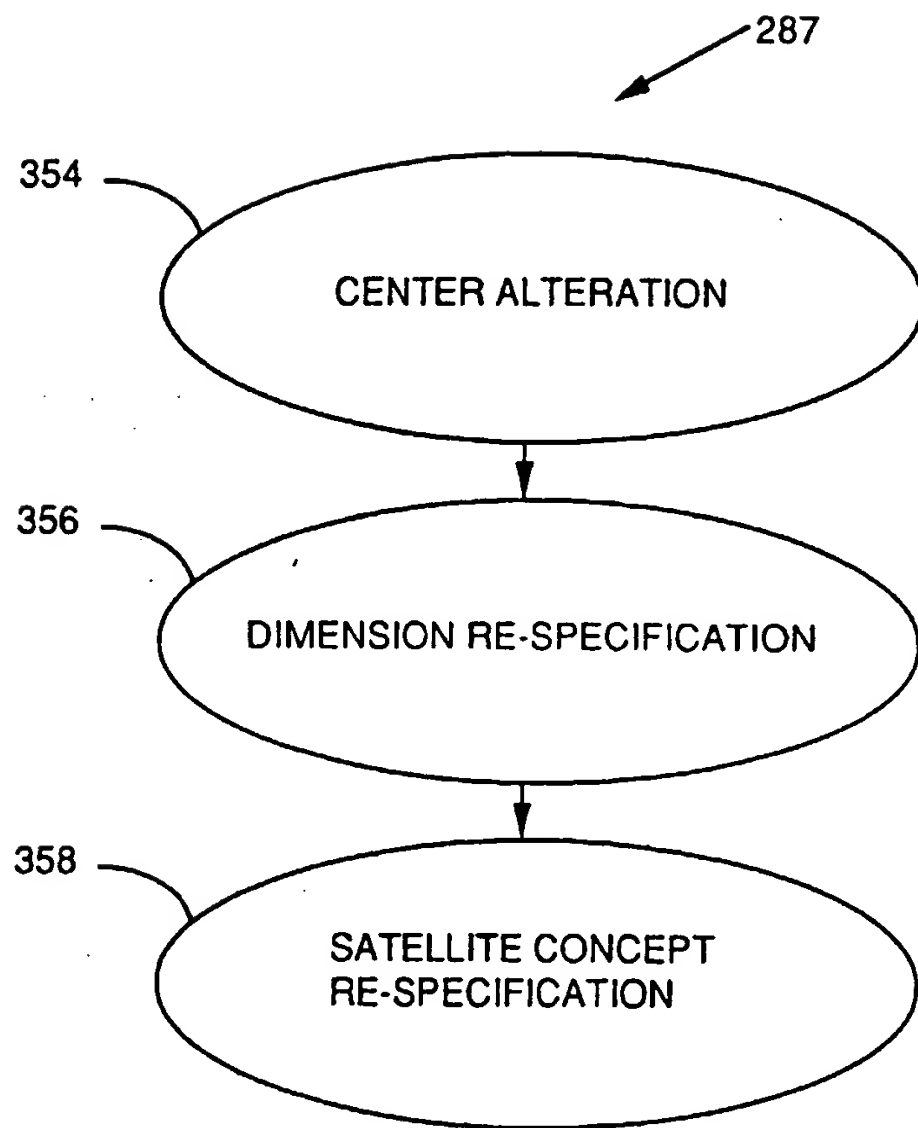 287
354
CENTER ALTERATION
356
DIMENSION RE-SPECIFICATION
358
SATELLITE CONCEPT
RE-SPECIFICATION